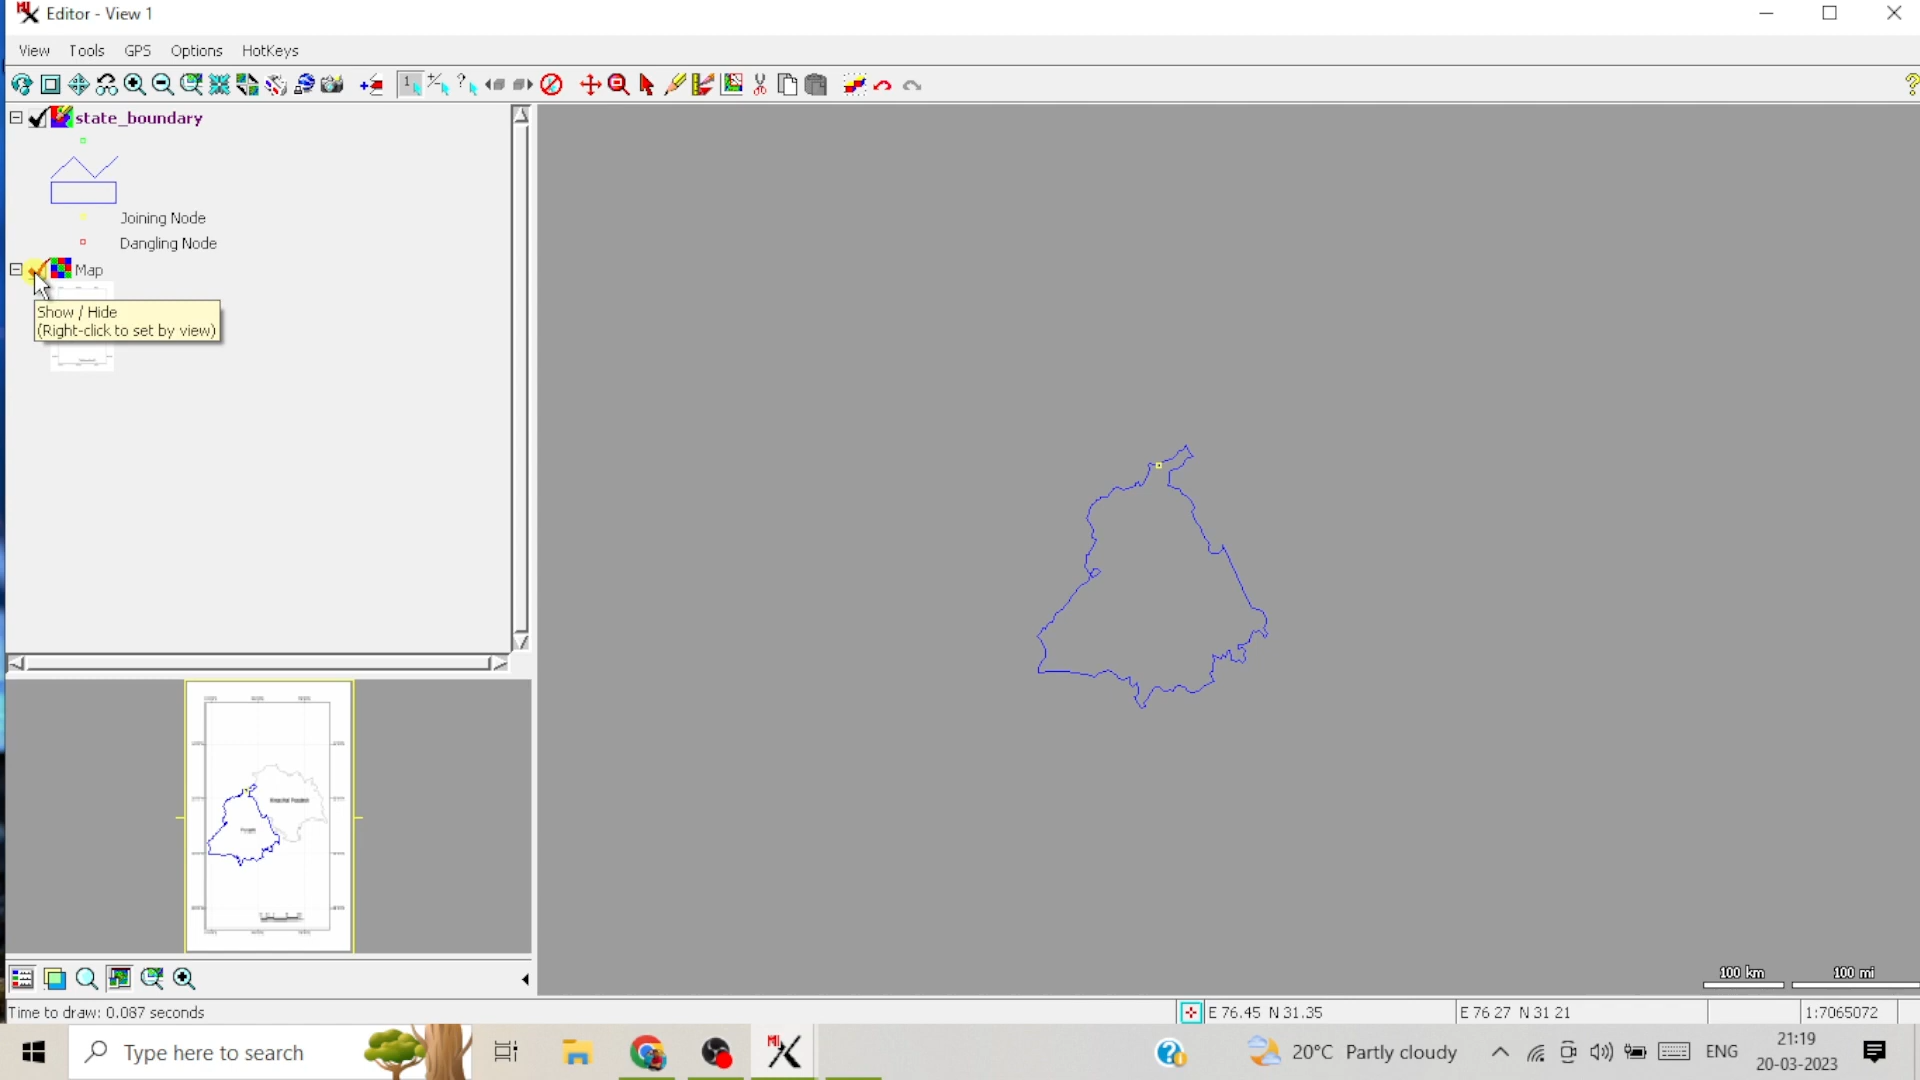 Editor - View 1
View Tools GPS Options HotKeys
state_boundary
Joining Node
Dangling Node
Map
Show / Hide
(Right-click to set by view)
100 km 100 mi
Time to draw: 0.087 seconds
E 76.45 N 31.35
E 76 27 N 31 21
1:7065072
Type here to search
20°C Partly cloudy
ENG
21:19
20-03-2023